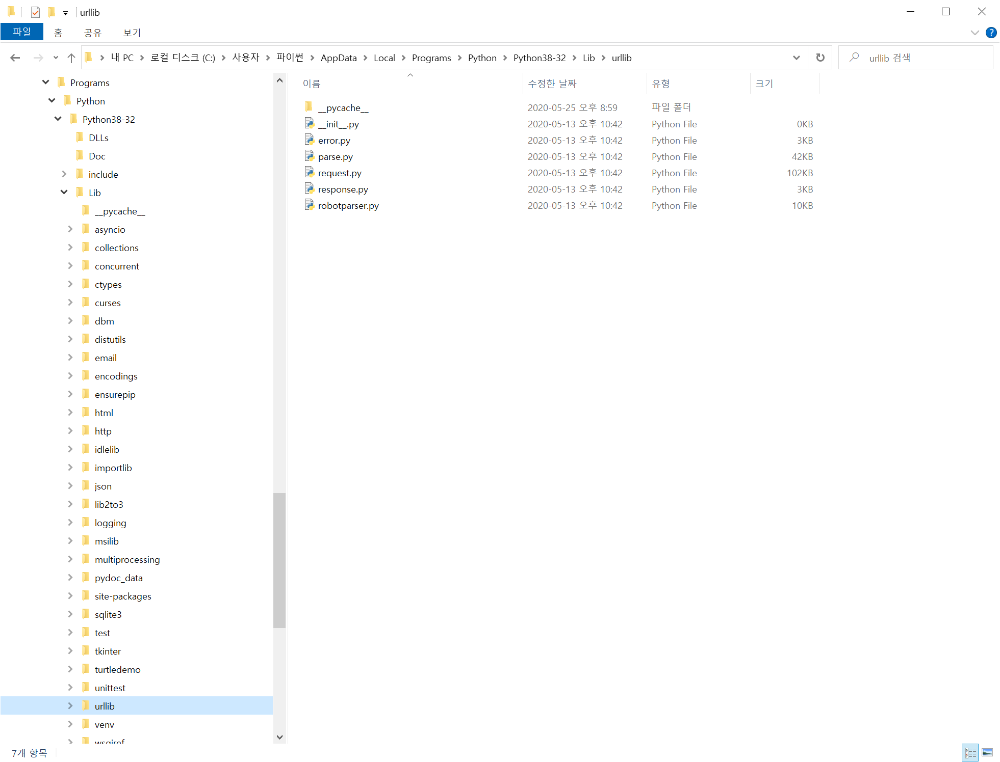 urllib
파일 홈 공유 보기
내 PC 로컬 디스크 (C:) 사용자 파이썬 AppData Local Programs Python Python38-32 Lib urllib
urllib 검색
Programs
Python
Python38-32
DLLs
Doc
include
Lib
__pycache__
asyncio
collections
concurrent
ctypes
curses
dbm
distutils
email
encodings
ensurepip
html
http
idlelib
importlib
json
lib2to3
logging
msilib
multiprocessing
pydoc_data
site-packages
sqlite3
test
tkinter
turtledemo
unittest
urllib
venv
wsgiref
이름 수정한 날짜 유형 크기
__pycache__ 2020-05-25 오후 8:59 파일 폴더
__init__.py 2020-05-13 오후 10:42 Python File 0KB
error.py 2020-05-13 오후 10:42 Python File 3KB
parse.py 2020-05-13 오후 10:42 Python File 42KB
request.py 2020-05-13 오후 10:42 Python File 102KB
response.py 2020-05-13 오후 10:42 Python File 3KB
robotparser.py 2020-05-13 오후 10:42 Python File 10KB
7개 항목